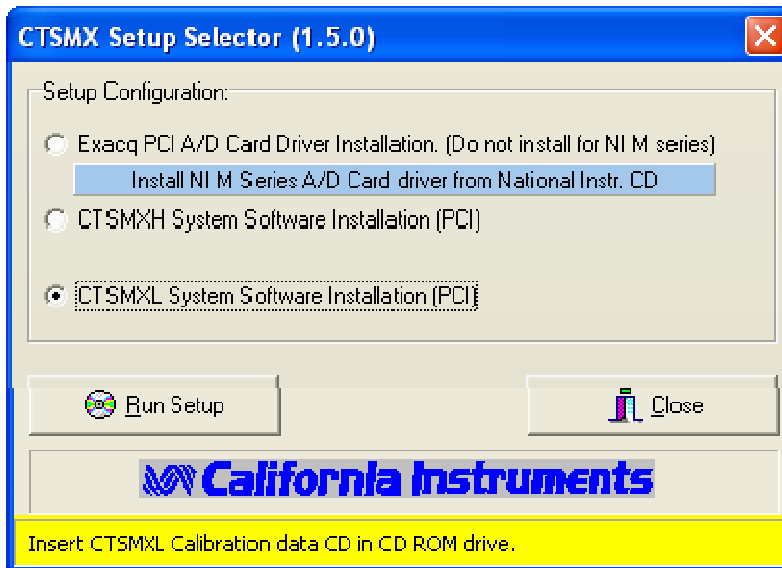 CTSMX Setup Selector (1.5.0)
Setup Configuration:
Exacq PCI A/D Card Driver Installation. (Do not install for NI M series)
Install NI M Series A/D Card driver from National Instr. CD
CTSMXH System Software Installation (PCI)
CTSMXL System Software Installation (PCI)
Run Setup
Close
California Instruments
Insert CTSMXL Calibration data CD in CD ROM drive.